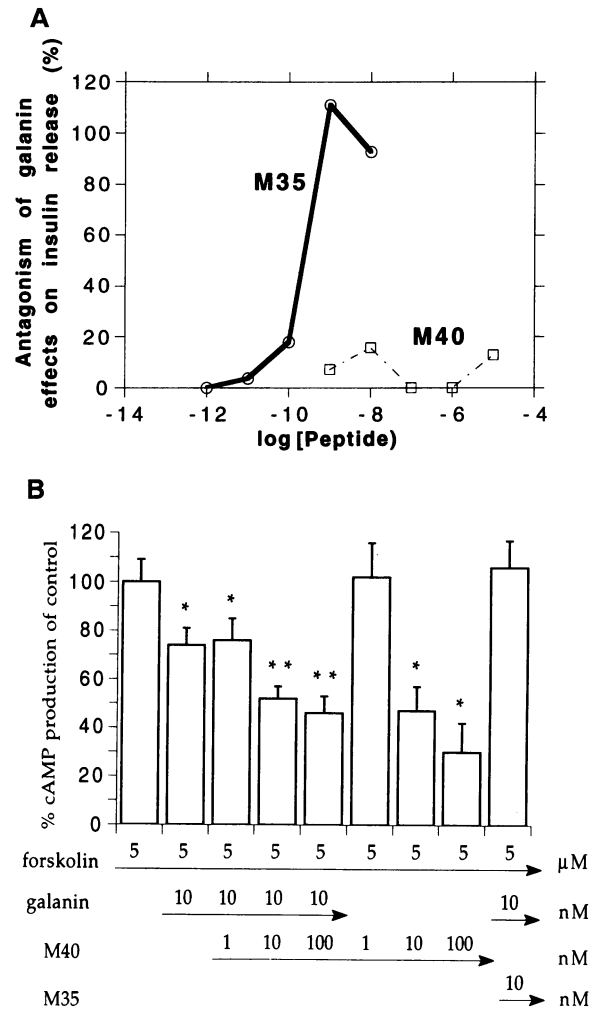 A
Antagonism of galanin
effects on insulin release (%)
120
100
80
60
40
20
0
M35
M40
-14 -12 -10 -8 -6 -4
log [Peptide)
B
% cAMP production of control
120
100
80
60
40
20
0
* * * * * * * *
forskolin 5 5 5 5 5 5 5 5 5 μM
galanin 10 10 10 10 10 nM
M40 1 10 100 1 10 100 nM
M35 10 nM